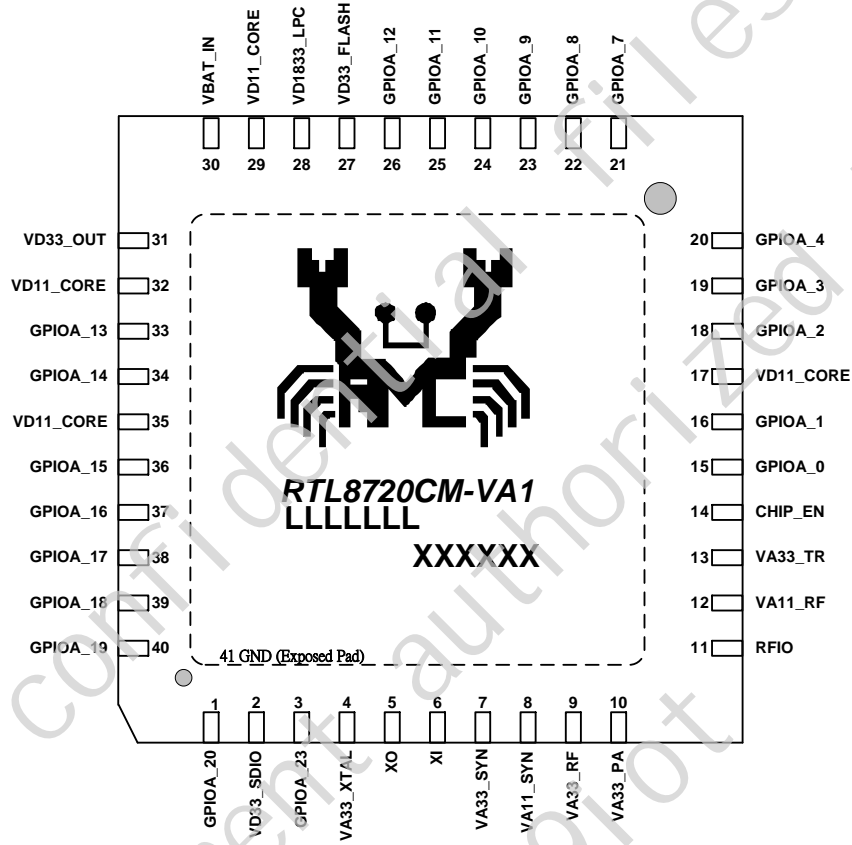 VBAT_IN
VD11_CORE
VD1833_LPC
VD33_FLASH
GPIOA_12
GPIOA_11
GPIOA_10
GPIOA_9
GPIOA_8
GPIOA_7
30 29 28 27 26 25 24 23 22 21
VD33_OUT 31
VD11_CORE 32
GPIOA_13 33
GPIOA_14 34
VD11_CORE 35
GPIOA_15 36
GPIOA_16 37
GPIOA_17 38
GPIOA_18 39
GPIOA_19 40
RTL8720CM-VA1
LLLLLLL
XXXXXX
41 GND (Exposed Pad)
20 GPIOA_4
19 GPIOA_3
18 GPIOA_2
17 VD11_CORE
16 GPIOA_1
15 GPIOA_0
14 CHIP_EN
13 VA33_TR
12 VA11_RF
11 RFIO
1 2 3 4 5 6 7 8 9 10
GPIOA_20
VD33_SDIO
GPIOA_23
VA33_XTAL
XO
XI
VA33_SYN
VA11_SYN
VA33_RF
VA33_PA
confidential files
authorized